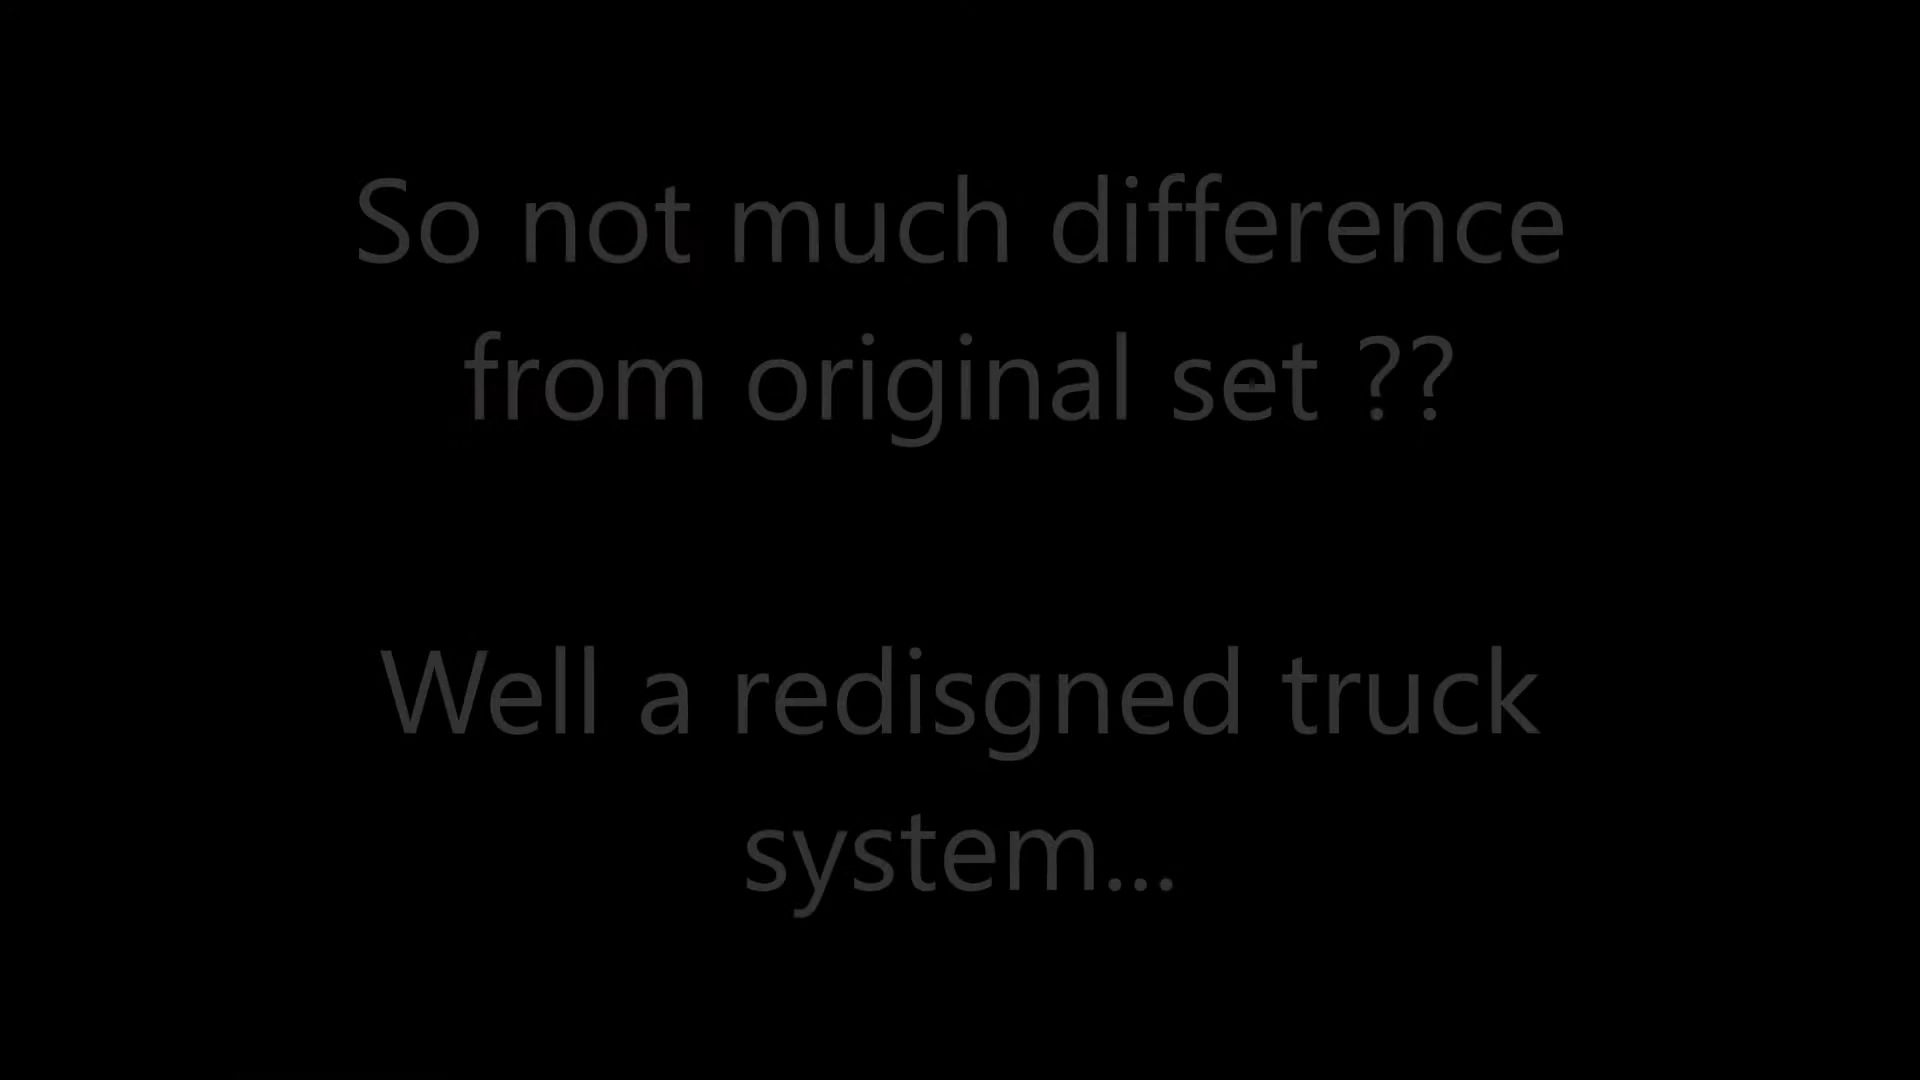 So not much difference
from original set ??
Well a redisgned truck
system...